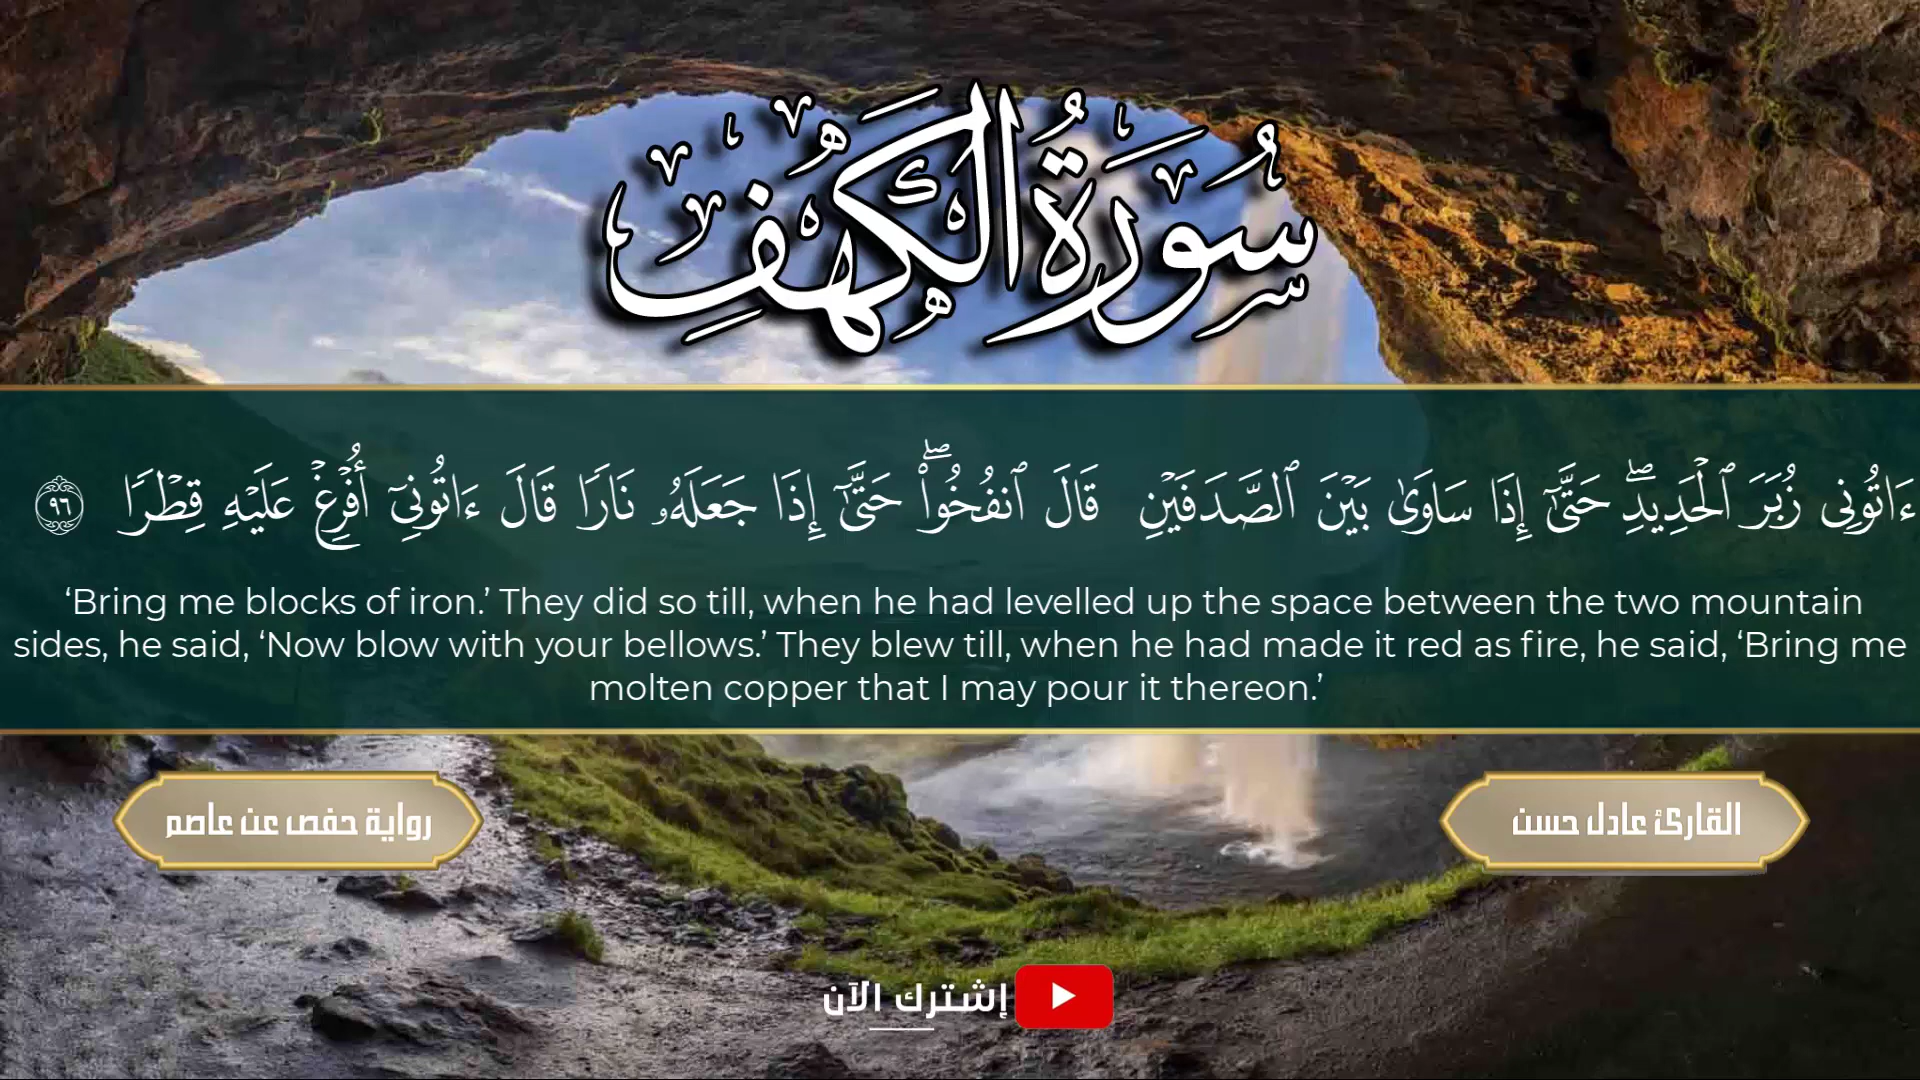 سُورَةُ الْكَهْفِ
ءَاتُونِى زُبَرَ ٱلْحَدِيدِ ۖ حَتَّىٰٓ إِذَا سَاوَىٰ بَيْنَ ٱلصَّدَفَيْنِ قَالَ ٱنفُخُوا۟ ۖ حَتَّىٰٓ إِذَا جَعَلَهُۥ نَارًا قَالَ ءَاتُونِىٓ أُفْرِغْ عَلَيْهِ قِطْرًا ٩٦
‘Bring me blocks of iron.’ They did so till, when he had levelled up the space between the two mountain
sides, he said, ‘Now blow with your bellows.’ They blew till, when he had made it red as fire, he said, ‘Bring me
molten copper that I may pour it thereon.’
القارئ عادل حسن
رواية حفص عن عاصم
إشترك الآن